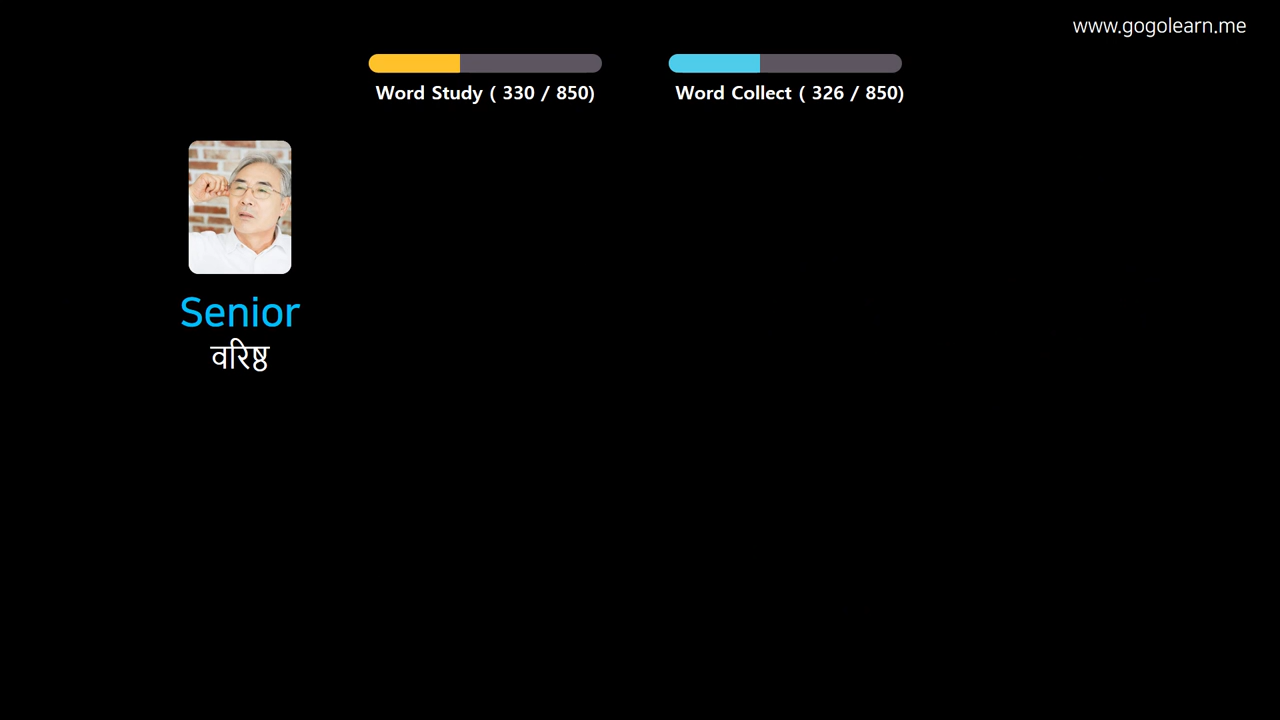 www.gogolearn.me
Word Study ( 330 / 850)
Word Collect ( 326 / 850)
Senior
वरिष्ठ